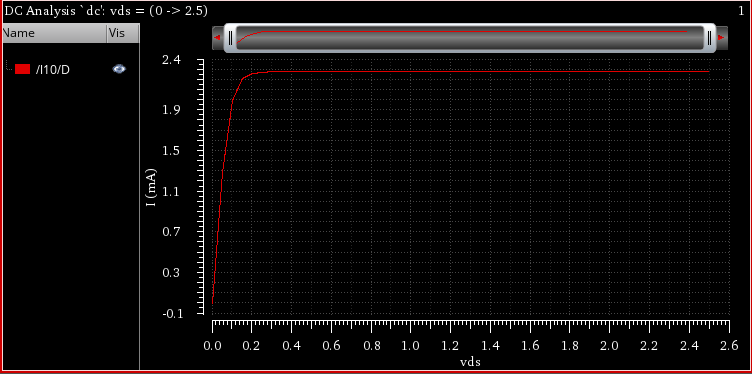 DC Analysis `dc': vds = (0 -> 2.5)
1
Name
Vis
/I10/D
I (mA)
2.4
1.9
1.5
1.1
0.7
0.3
-0.1
0.0 0.2 0.4 0.6 0.8 1.0 1.2 1.4 1.6 1.8 2.0 2.2 2.4 2.6
vds